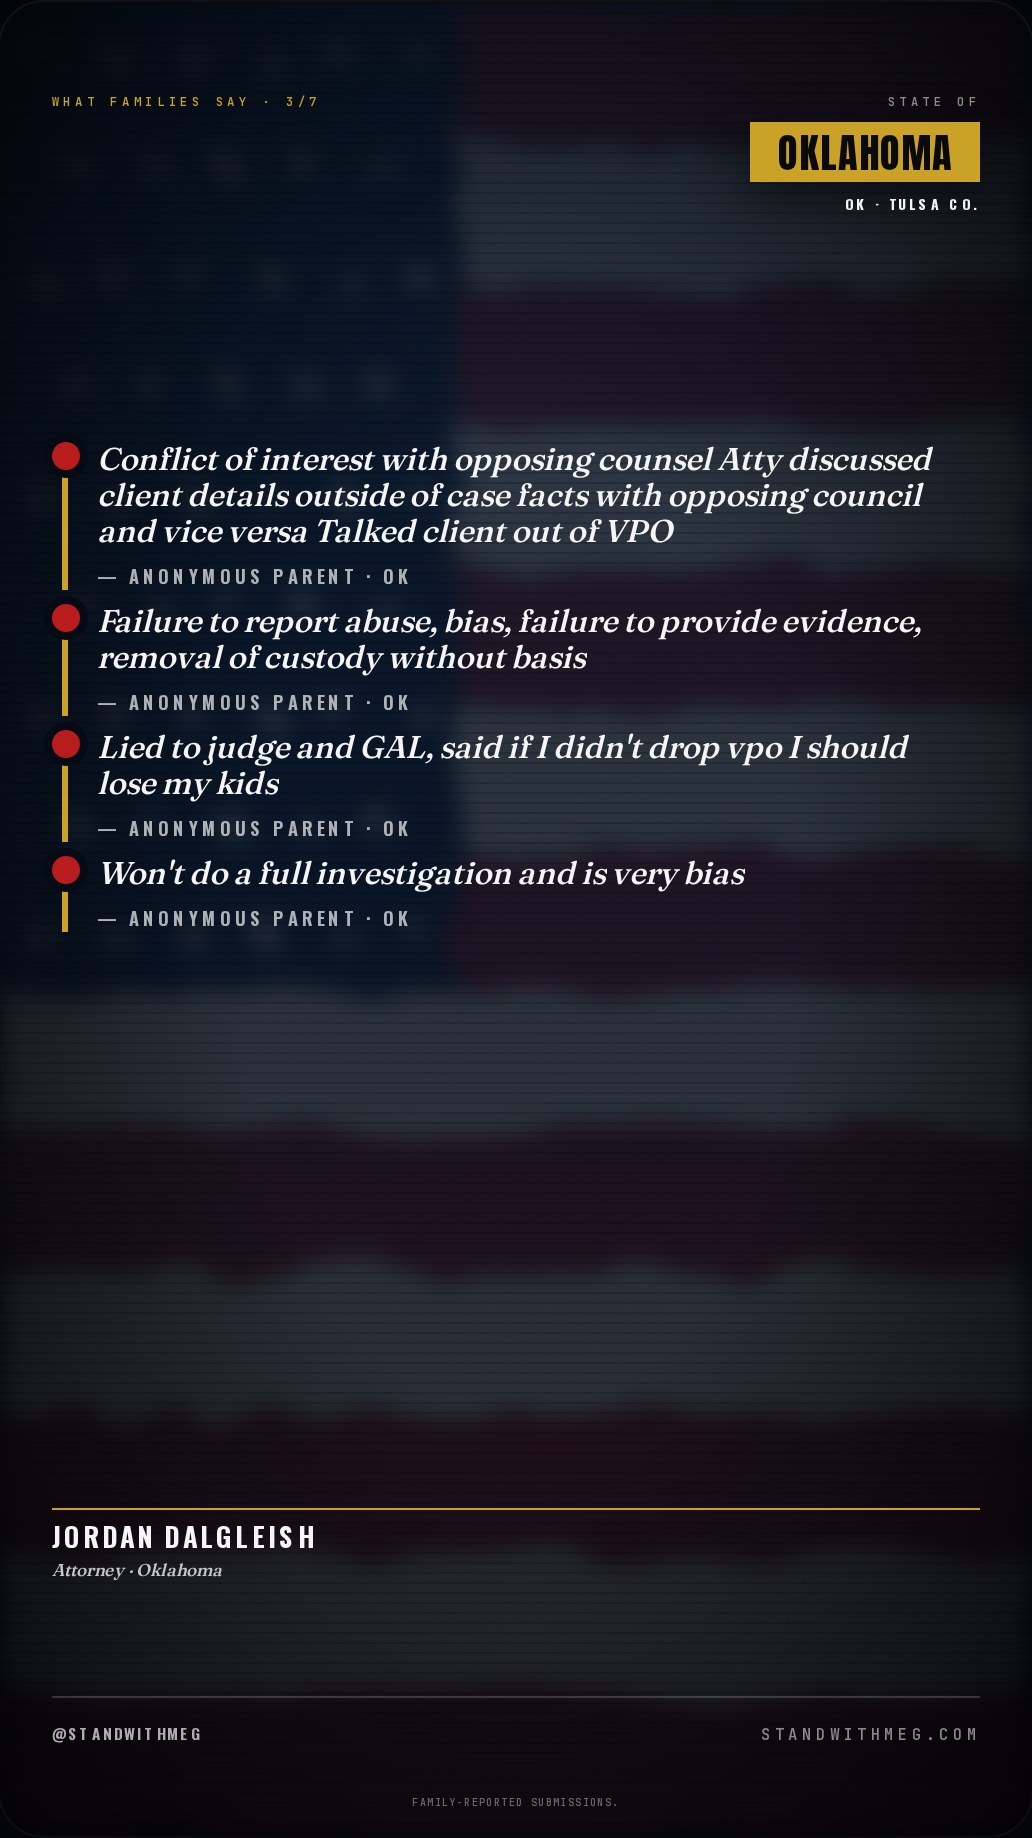 WHAT FAMILIES SAY · 3/7
STATE OF
OKLAHOMA
OK · TULSA CO.
Conflict of interest with opposing counsel Atty discussed
client details outside of case facts with opposing council
and vice versa Talked client out of VPO
— ANONYMOUS PARENT · OK
Failure to report abuse, bias, failure to provide evidence,
removal of custody without basis
— ANONYMOUS PARENT · OK
Lied to judge and GAL, said if I didn't drop vpo I should
lose my kids
— ANONYMOUS PARENT · OK
Won't do a full investigation and is very bias
— ANONYMOUS PARENT · OK
JORDAN DALGLEISH
Attorney · Oklahoma
@STANDWITHMEG
STANDWITHMEG.COM
FAMILY-REPORTED SUBMISSIONS.